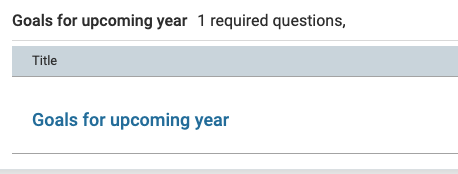 Goals for upcoming year 1 required questions,
Title
Goals for upcoming year